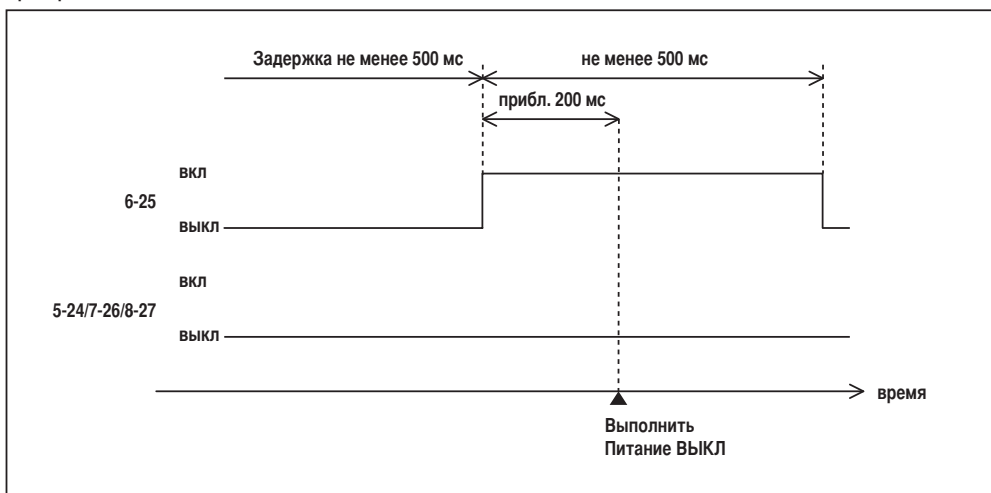 Задержка не менее 500 мс
не менее 500 мс
прибл. 200 мс
вкл
6-25
выкл
вкл
5-24/7-26/8-27
выкл
время
Выполнить
Питание ВЫКЛ